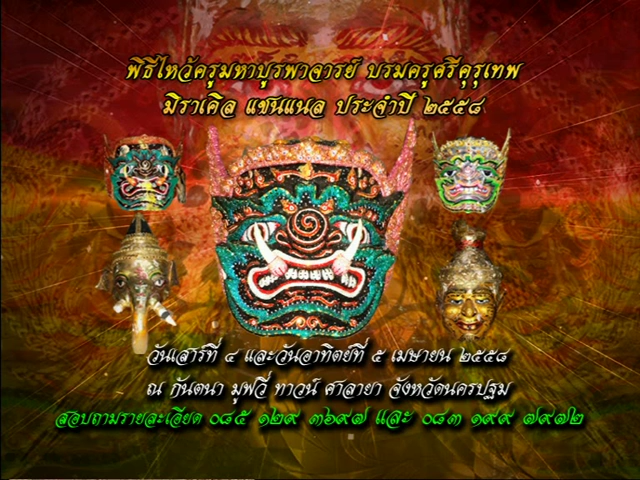 พิธีไหว้ครูมหาบูรพาจารย์ บรมครูศรีคุรุเทพ
มิราเคิล แชนแนล ประจำปี ๒๕๕๘
วันเสาร์ที่ ๔ และวันอาทิตย์ที่ ๕ เมษายน ๒๕๕๘
ณ กันตนา มูฟวี่ ทาวน์ ศาลายา จังหวัดนครปฐม
สอบถามรายละเอียด ๐๘๕ ๑๒๙ ๓๖๙๗ และ ๐๘๓ ๑๙๙ ๗๙๗๒